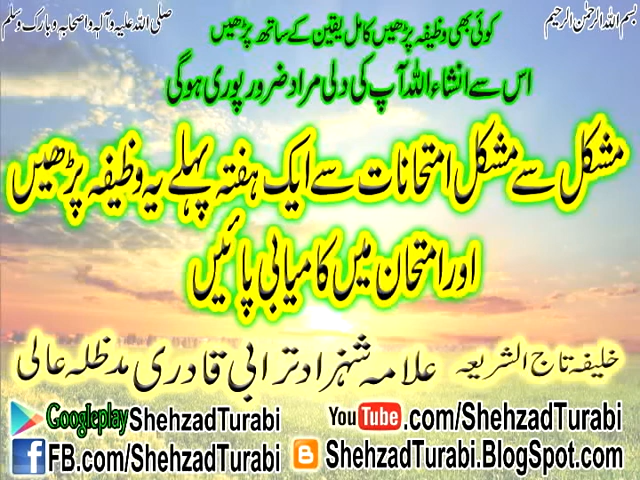 بسم اللہ الرحمٰن الرحیم
صلی اللہ علیہ وآلہ واصحابہ وبارک وسلم
کوئی بھی وظیفہ پڑھیں کامل یقین کے ساتھ پڑھیں
اس سے انشاء اللہ آپ کی دلی مراد ضرور پوری ہوگی
مشکل سے مشکل امتحانات سے ایک ہفتہ پہلے یہ وظیفہ پڑھیں
اور امتحان میں کامیابی پائیں
خلیفہ تاج الشریعہ علامہ شہزاد ترابی قادری مدظلہ عالی
Googleplay ShehzadTurabi
YouTube.com/ShehzadTurabi
f FB.com/ShehzadTurabi
ShehzadTurabi.BlogSpot.com